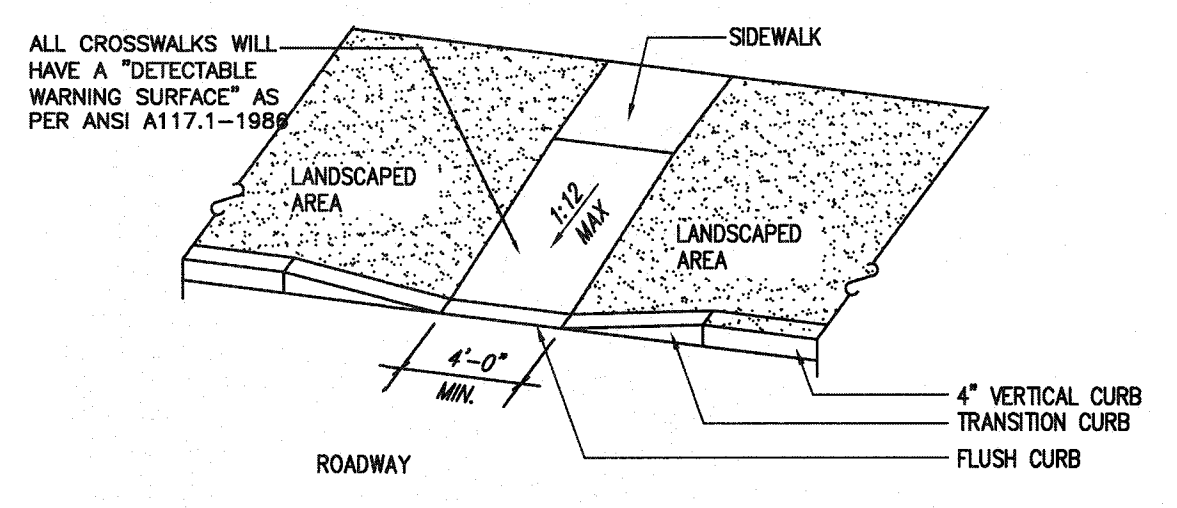 ALL CROSSWALKS WILL
HAVE A "DETECTABLE
WARNING SURFACE" AS
PER ANSI A117.1-1986
SIDEWALK
LANDSCAPED
AREA
1:12
MAX
LANDSCAPED
AREA
4'-0"
MIN.
4" VERTICAL CURB
TRANSITION CURB
FLUSH CURB
ROADWAY